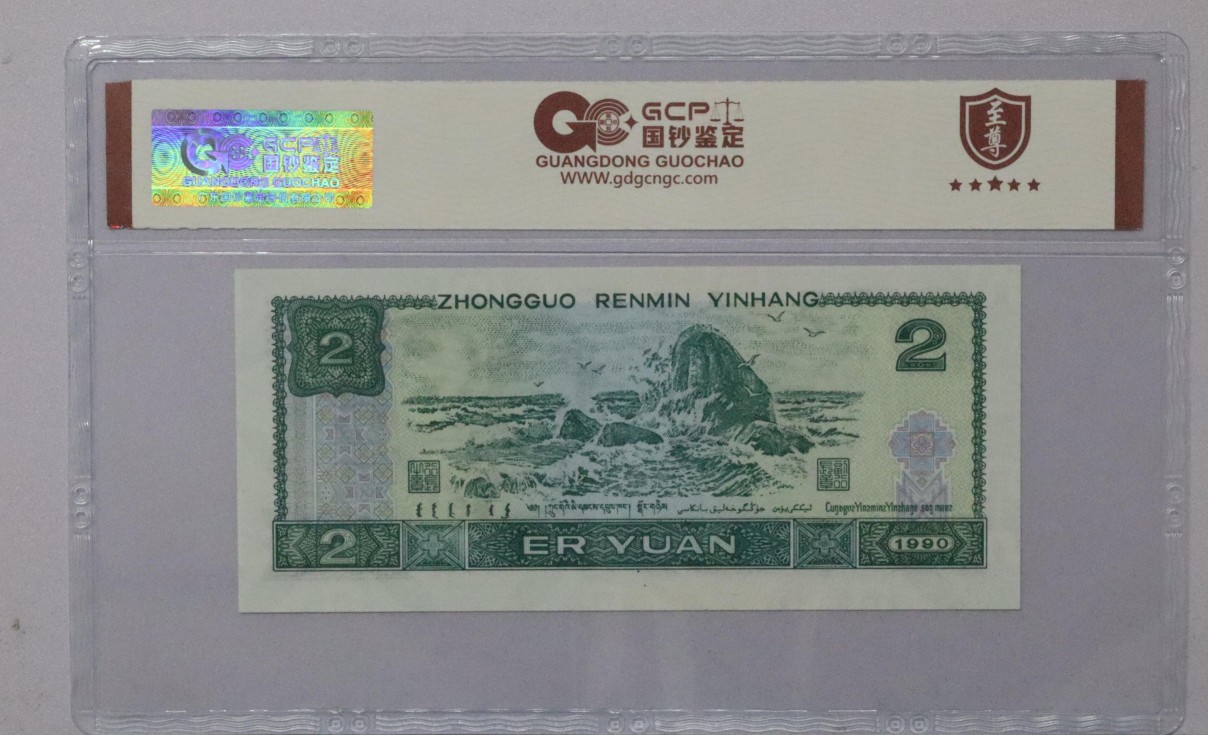 GCP
国钞鉴定
GUANGDONG GUOCHAO
GCP
国钞鉴定
GUANGDONG GUOCHAO
WWW.gdgcngc.com
至尊
ZHONGGUO RENMIN YINHANG
2
2
2
ER YUAN
1990